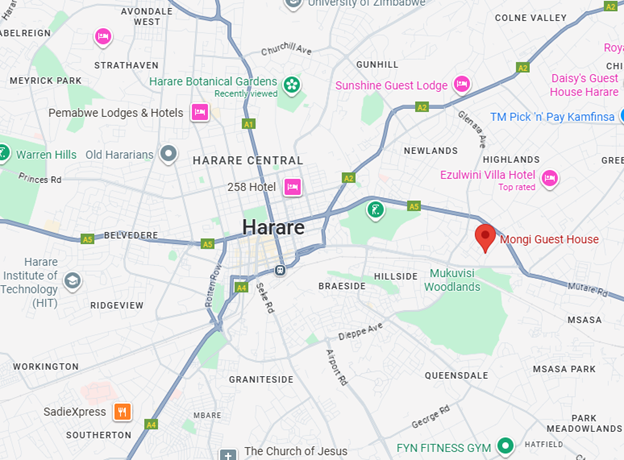 University of Zimbabwe
AVONDALE
WEST
COLNE VALLEY
ABELREIGN
Churchill Ave
STRATHAVEN
GUNHILL
A2
Roya
CHI
MEYRICK PARK
Harare Botanical Gardens
Recently viewed
Sunshine Guest Lodge
Daisy's Guest
House Harare
Pemabwe Lodges & Hotels
A2
TM Pick 'n' Pay Kamfinsa
A1
Glenara Ave
Warren Hills
Old Hararians
HARARE CENTRAL
NEWLANDS
HIGHLANDS
GREE
Princes Rd
A2
Ezulwini Villa Hotel
Top rated
258 Hotel
A5
Harare
Mongi Guest House
A5
BELVEDERE
A5
Harare
Institute of
Technology
(HIT)
Rotten Row
A4
Seke Rd
HILLSIDE
BRAESIDE
Mukuvisi
Woodlands
Mutare Rd
RIDGEVIEW
MSASA
Dieppe Ave
Airport Rd
WORKINGTON
GRANITESIDE
QUEENSDALE
MSASA PARK
SadieXpress
MBARE
George Rd
PARK
MEADOWLANDS
A4
SOUTHERTON
The Church of Jesus
FYN FITNESS GYM
HATFIELD